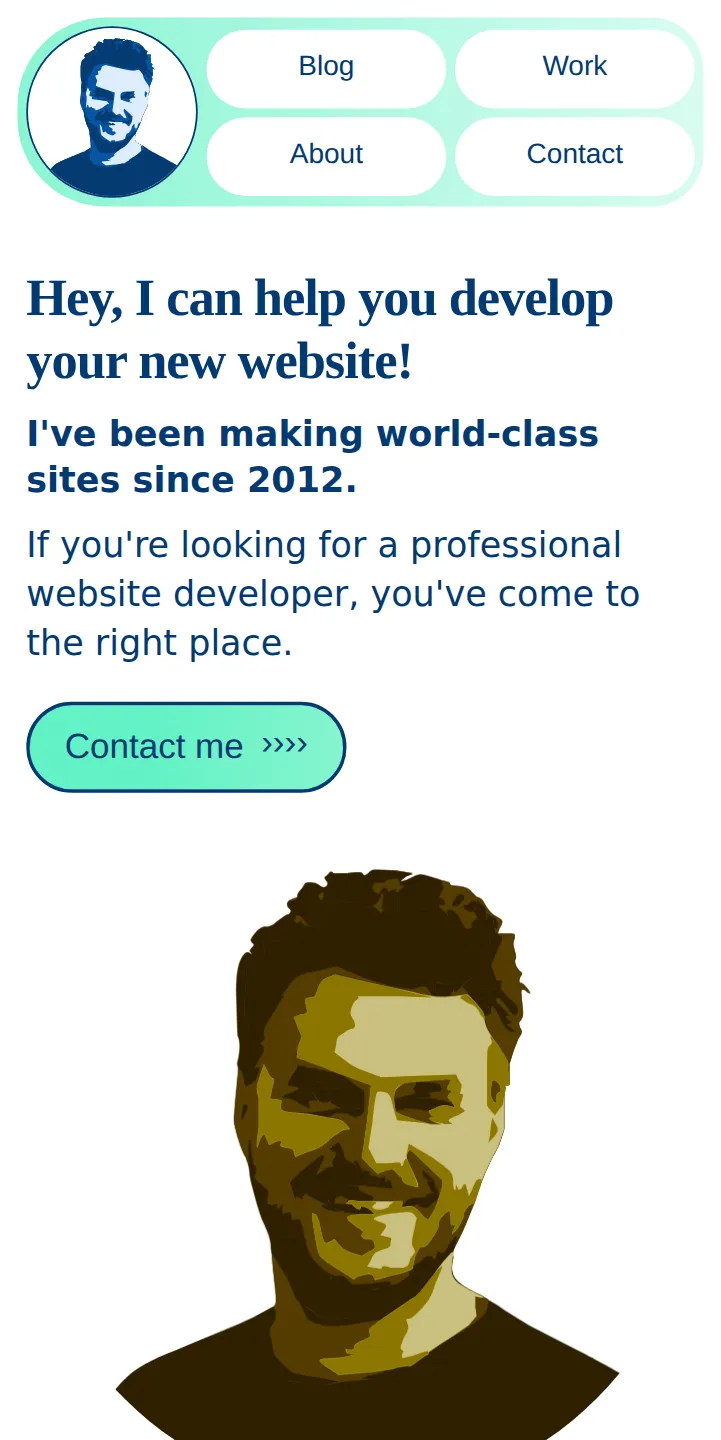 Blog
Work
About
Contact
Hey, I can help you develop
your new website!
I've been making world-class
sites since 2012.
If you're looking for a professional
website developer, you've come to
the right place.
Contact me ››››